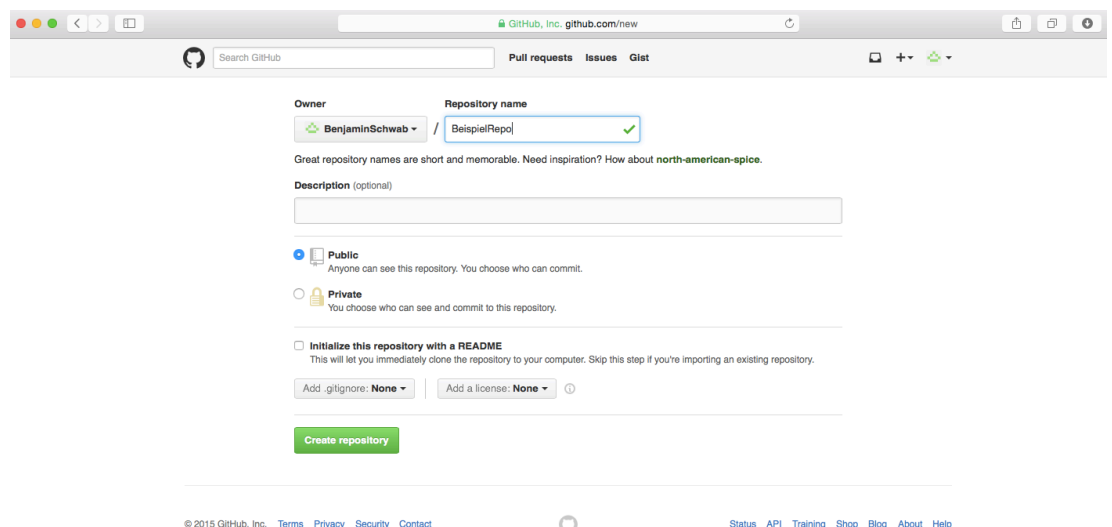 GitHub, Inc. github.com/new
Search GitHub Pull requests Issues Gist
Owner Repository name
BenjaminSchwab / BeispielRepo
Great repository names are short and memorable. Need inspiration? How about north-american-spice.
Description (optional)
Public
Anyone can see this repository. You choose who can commit.
Private
You choose who can see and commit to this repository.
Initialize this repository with a README
This will let you immediately clone the repository to your computer. Skip this step if you're importing an existing repository.
Add .gitignore: None Add a license: None
Create repository
© 2015 GitHub, Inc. Terms Privacy Security Contact Status API Training Shop Blog About Help